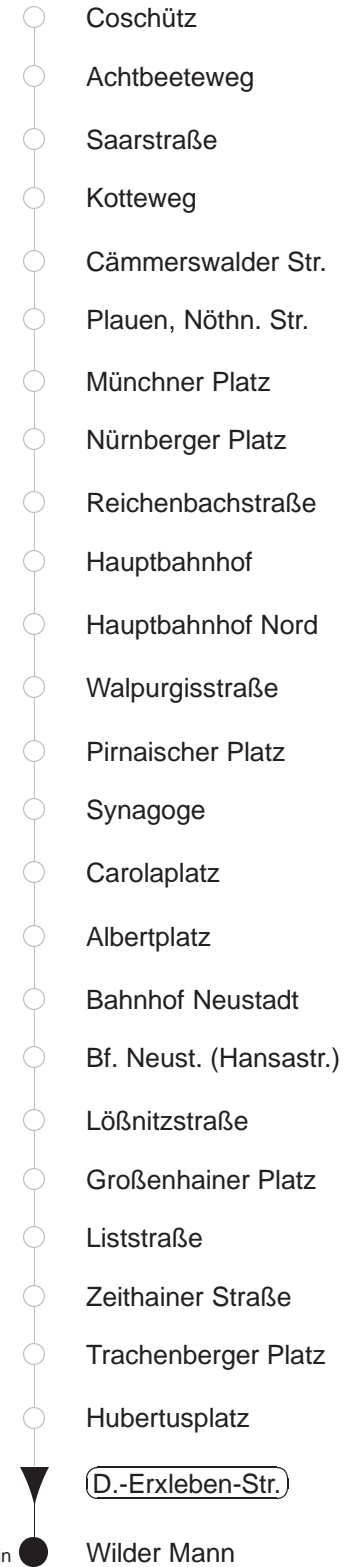 Coschütz
Achtbeeteweg
Saarstraße
Kotteweg
Cämmerswalder Str.
Plauen, Nöthn. Str.
Münchner Platz
Nürnberger Platz
Reichenbachstraße
Hauptbahnhof
Hauptbahnhof Nord
Walpurgisstraße
Pirnaischer Platz
Synagoge
Carolaplatz
Albertplatz
Bahnhof Neustadt
Bf. Neust. (Hansastr.)
Lößnitzstraße
Großenhainer Platz
Liststraße
Zeithainer Straße
Trachenberger Platz
Hubertusplatz
D.-Erxleben-Str.
Wilder Mann